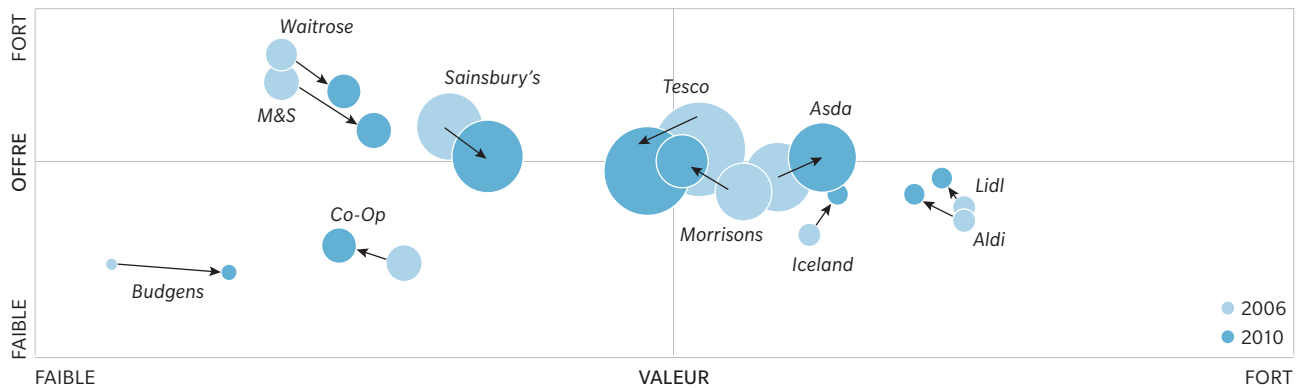 FORT
OFFRE
FAIBLE
Waitrose
M&S
Sainsbury's
Tesco
Asda
Lidl
Aldi
Morrisons
Iceland
Co-Op
Budgens
2006
2010
FAIBLE
VALEUR
FORT